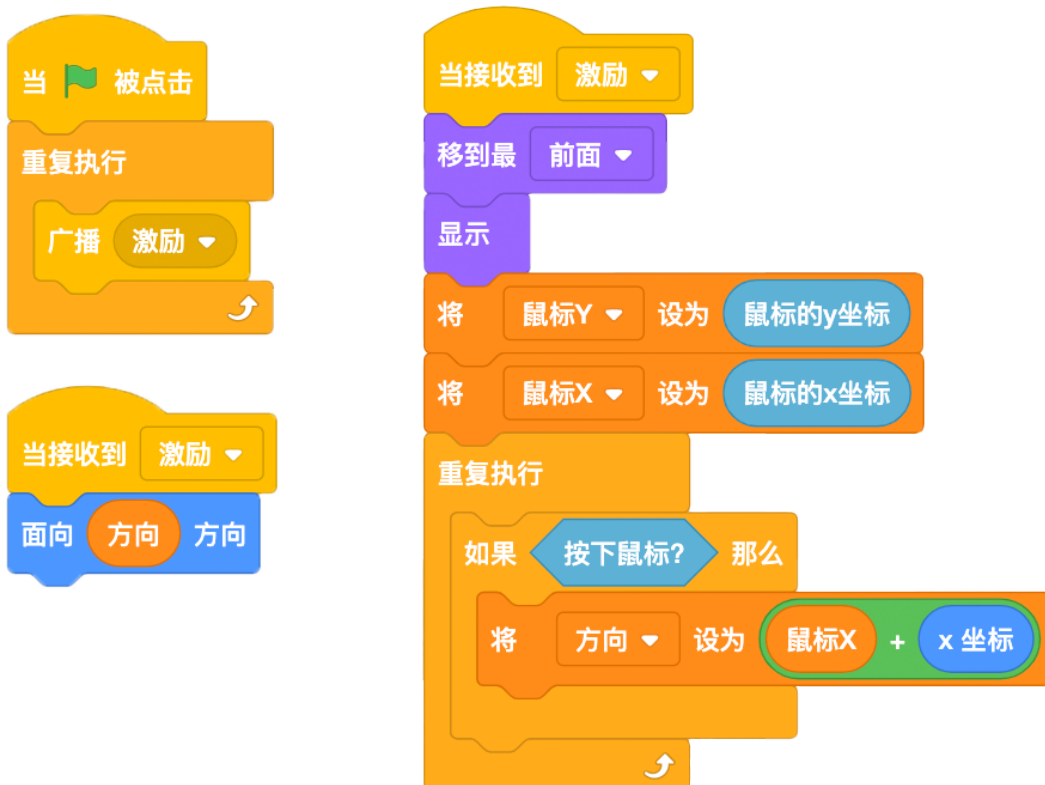 当 被点击
重复执行
广播 激励
当接收到 激励
面向 方向 方向
当接收到 激励
移到最 前面
显示
将 鼠标Y 设为 鼠标的y坐标
将 鼠标X 设为 鼠标的x坐标
重复执行
如果 按下鼠标? 那么
将 方向 设为 鼠标X + x 坐标